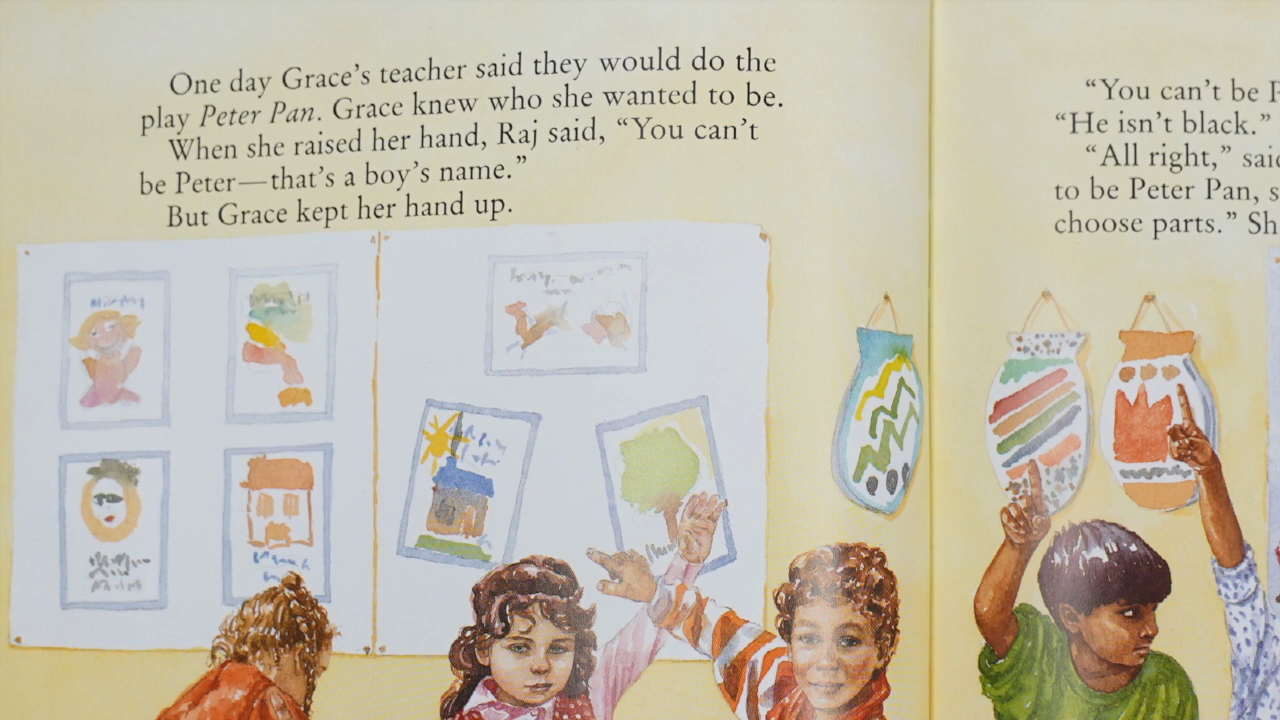 One day Grace's teacher said they would do the
play Peter Pan. Grace knew who she wanted to be.
When she raised her hand, Raj said, "You can't
be Peter—that's a boy's name."
But Grace kept her hand up.
"You can't be
"He isn't black."
"All right," said
to be Peter Pan,
choose parts." Sh